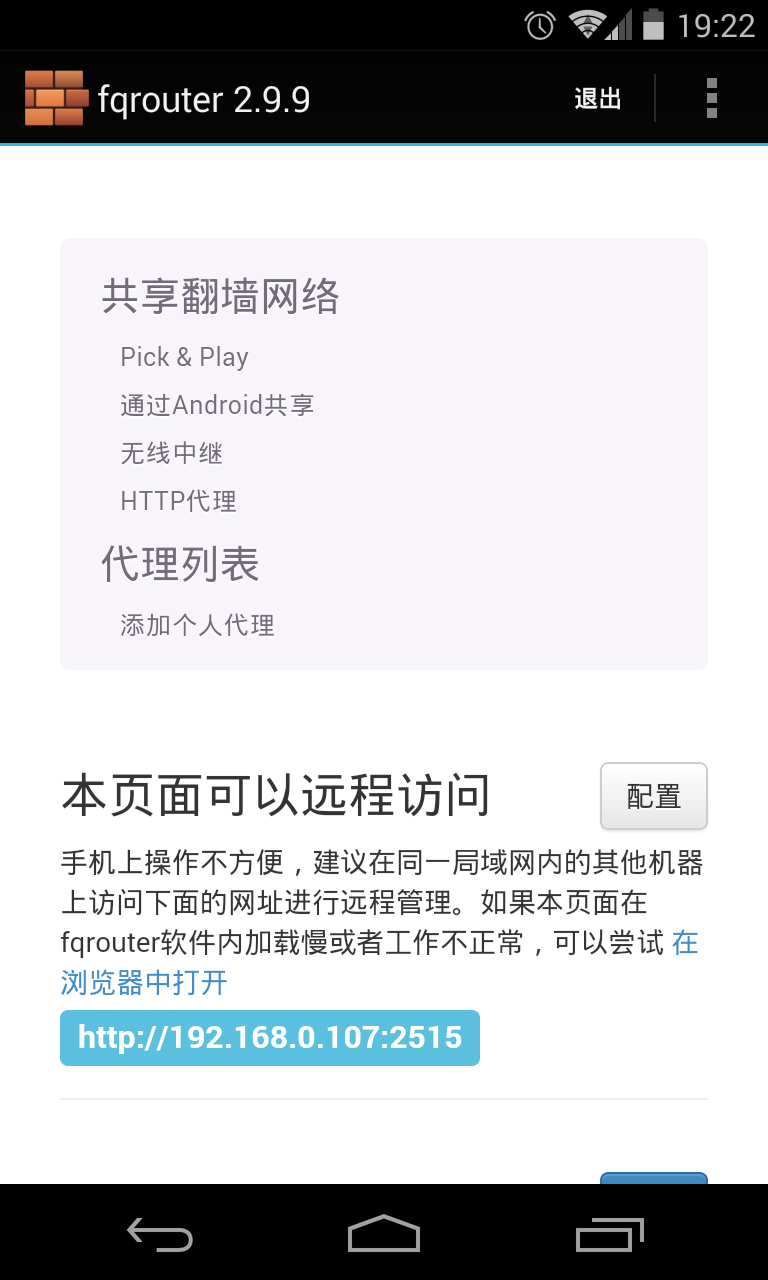 19:22
fqrouter 2.9.9
退出
共享翻墙网络
Pick & Play
通过Android共享
无线中继
HTTP代理
代理列表
添加个人代理
本页面可以远程访问
配置
手机上操作不方便，建议在同一局域网内的其他机器
上访问下面的网址进行远程管理。如果本页面在
fqrouter软件内加载慢或者工作不正常，可以尝试 在
浏览器中打开
http://192.168.0.107:2515